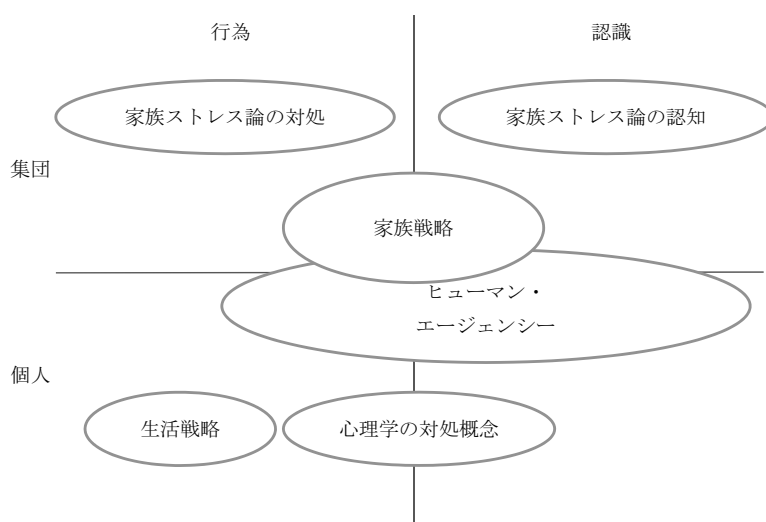 行為
認識
家族ストレス論の対処
家族ストレス論の認知
集団
家族戦略
ヒューマン・
エージェンシー
個人
生活戦略
心理学の対処概念